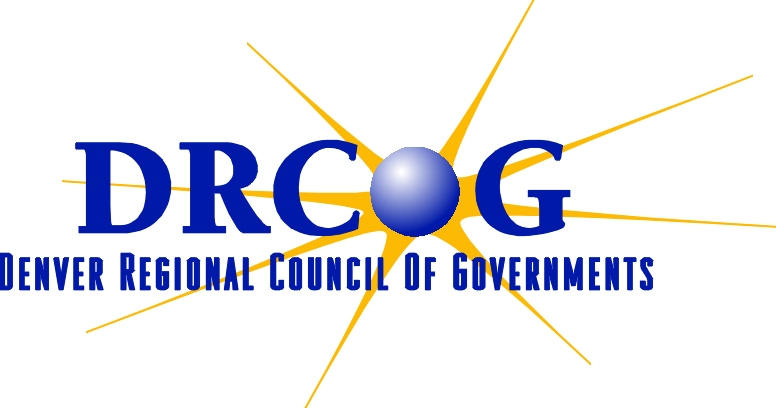 DRCOG
DENVER REGIONAL COUNCIL OF GOVERNMENTS